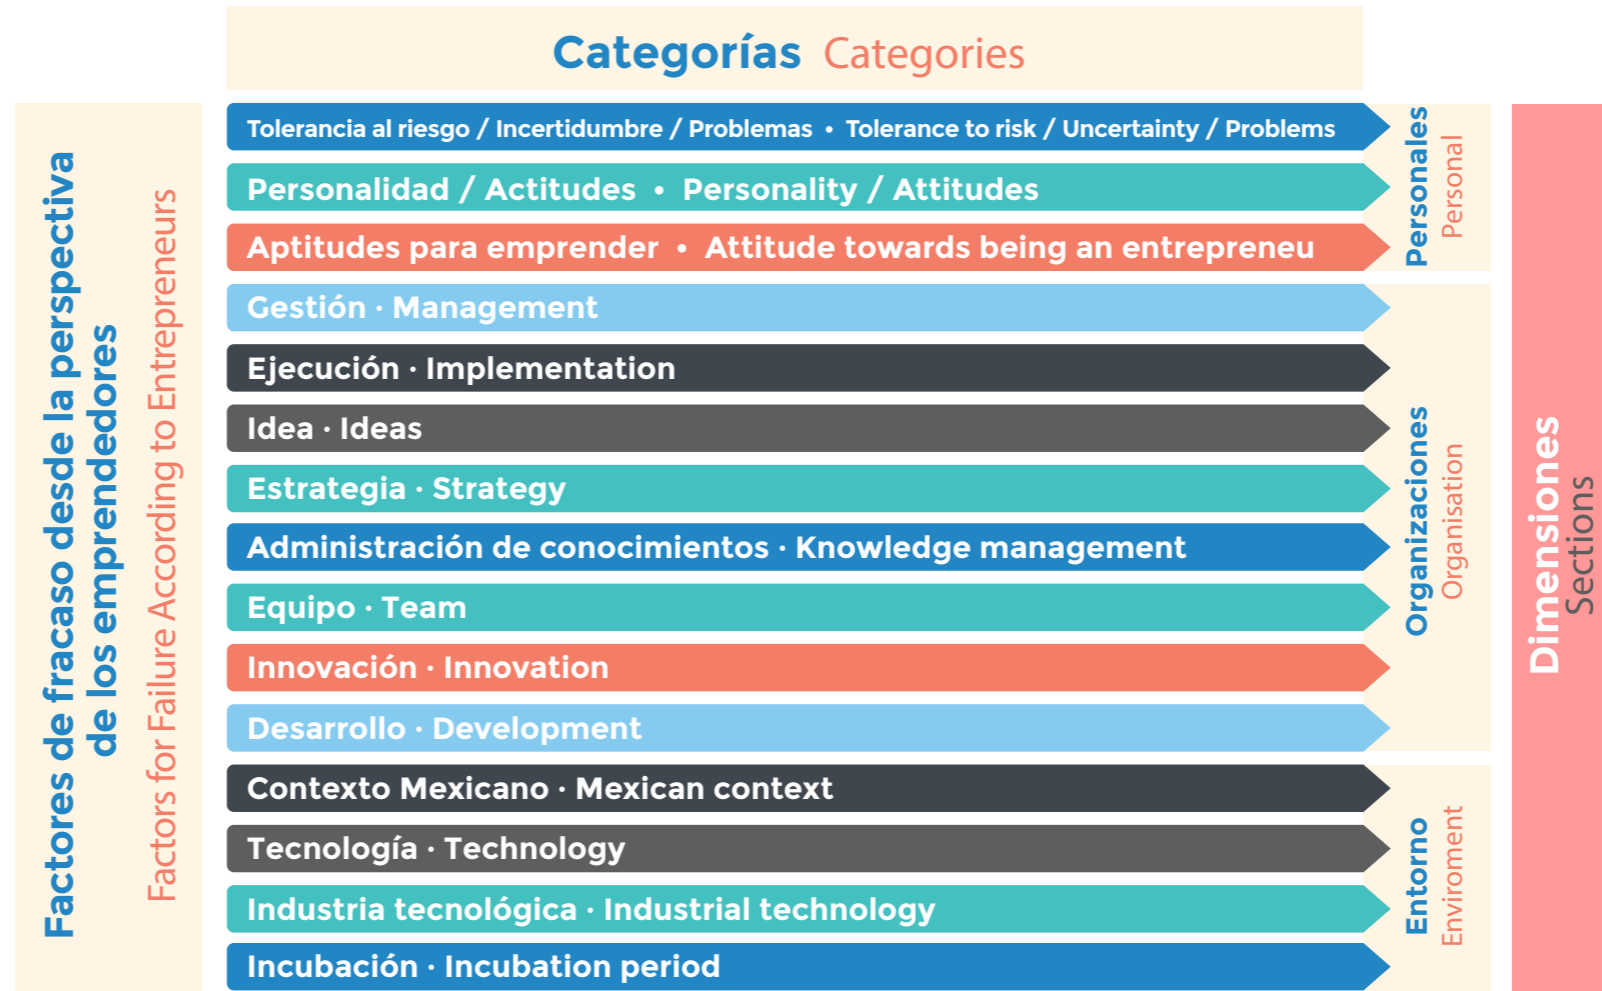 Categorías Categories
Factores de fracaso desde la perspectiva
de los emprendedores
Factors for Failure According to Entrepreneurs
Tolerancia al riesgo / Incertidumbre / Problemas • Tolerance to risk / Uncertainty / Problems
Personalidad / Actitudes • Personality / Attitudes
Aptitudes para emprender • Attitude towards being an entrepreneu
Personales
Personal
Gestión · Management
Ejecución · Implementation
Idea · Ideas
Estrategia · Strategy
Administración de conocimientos · Knowledge management
Equipo · Team
Innovación · Innovation
Desarrollo · Development
Organizaciones
Organisation
Contexto Mexicano · Mexican context
Tecnología · Technology
Industria tecnológica · Industrial technology
Incubación · Incubation period
Entorno
Enviroment
Dimensiones
Sections